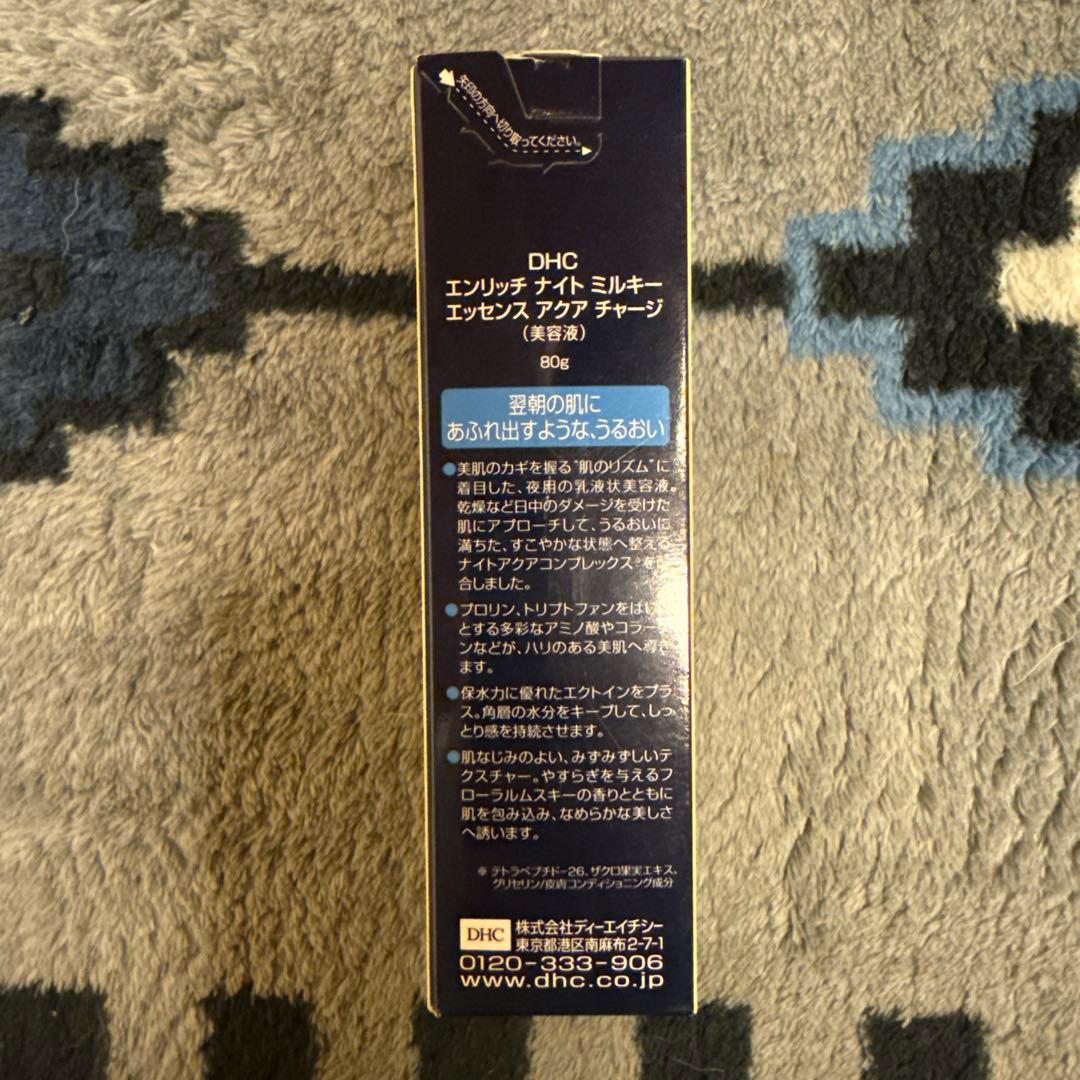 矢印の方向へ切り取ってください。
DHC
エンリッチ ナイト ミルキー
エッセンス アクア チャージ
（美容液）
80g
翌朝の肌に
あふれ出すような、うるおい
●美肌のカギを握る"肌のリズム"に
着目した、夜用の乳液状美容液。
乾燥など日中のダメージを受けた
肌にアプローチして、うるおいに
満ちた、すこやかな状態へ整える
ナイトアクアコンプレックス※を
合しました。
●プロリン、トリプトファンをは
とする多彩なアミノ酸やコラー
ンなどが、ハリのある美肌へ導き
ます。
●保水力に優れたエクトインをプラ
ス。角層の水分をキープして、しっ
とり感を持続させます。
●肌なじみのよい、みずみずしいテ
クスチャー。やすらぎを与えるフ
ローラルムスキーの香りとともに
肌を包み込み、なめらかな美しさ
へ誘います。
※ テトラペプチド-26、ザクロ果実エキス、
グリセリン/皮膚コンディショニング成分
DHC 株式会社ディーエイチシー
東京都港区南麻布2-7-1
0120-333-906
www.dhc.co.jp